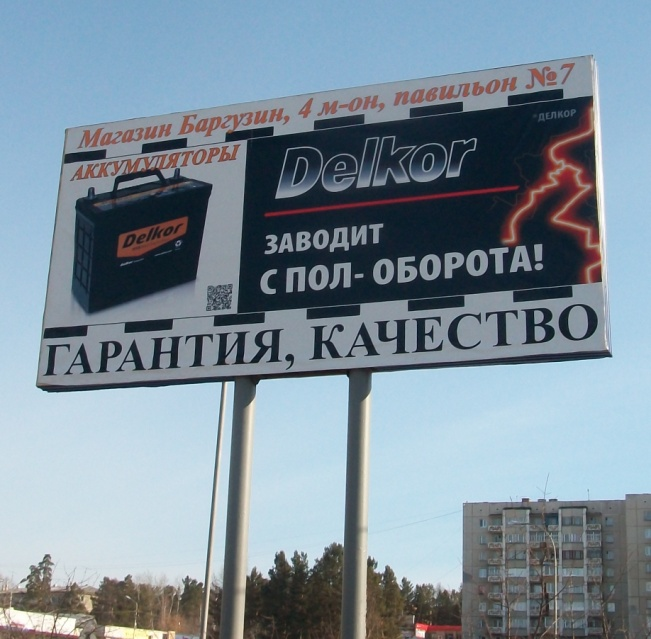 Магазин Баргузин, 4 м-он, павильон №7
АККУМУЛЯТОРЫ
Delkor
Delkor
*ДЕЛКОР
ЗАВОДИТ
С ПОЛ- ОБОРОТА!
ГАРАНТИЯ, КАЧЕСТВО